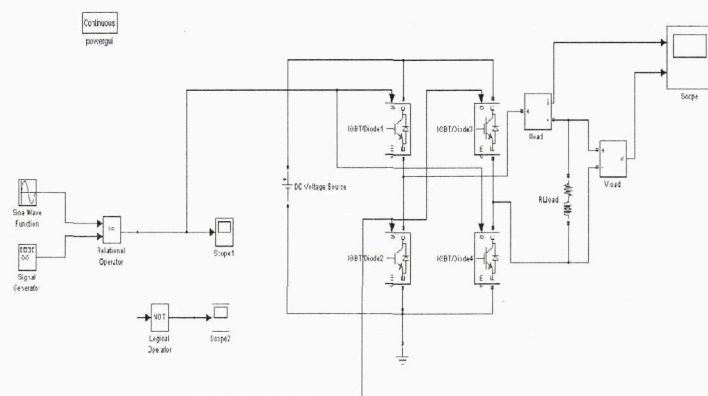 Continuous
powergui
Scope
IGBT/Diode1
IGBT/Diode3
Iload
Vload
DC Voltage Source
RLload
Sine Wave
Function
>=
Relational
Operator
Scope1
Signal
Generator
IGBT/Diode2
IGBT/Diode4
NOT
Logical
Operator
Scope2